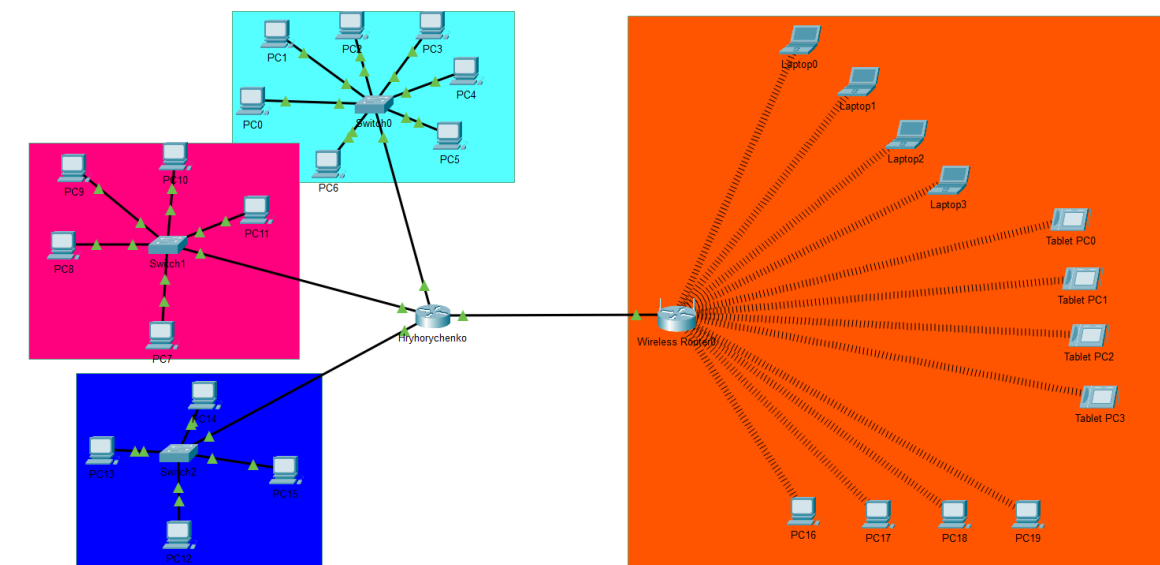 PC1
PC2
PC3
PC4
PC0
Switch0
PC5
PC6
PC9
PC10
PC11
PC8
Switch1
PC7
Hryhorychenko
PC14
PC13
Switch2
PC15
PC12
Laptop0
Laptop1
Laptop2
Laptop3
Tablet PC0
Tablet PC1
Wireless Router0
Tablet PC2
Tablet PC3
PC16
PC17
PC18
PC19